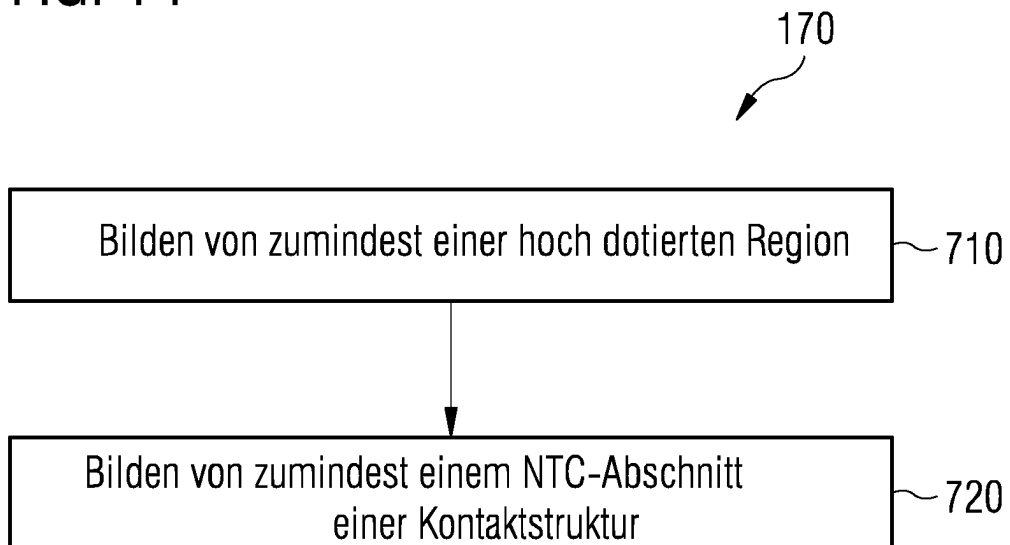 170
Bilden von zumindest einer hoch dotierten Region
710
Bilden von zumindest einem NTC-Abschnitt
einer Kontaktstruktur
720